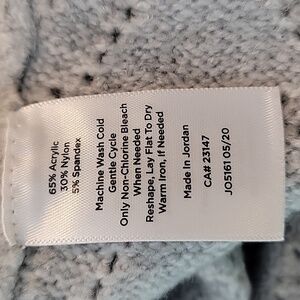 65% Acrylic
30% Nylon
5% Spandex
Machine Wash Cold
Gentle Cycle
Only Non-Chlorine Bleach
When Needed
Reshape, Lay Flat To Dry
Warm Iron, If Needed
Made In Jordan
CA# 23147
JO5161 05/20